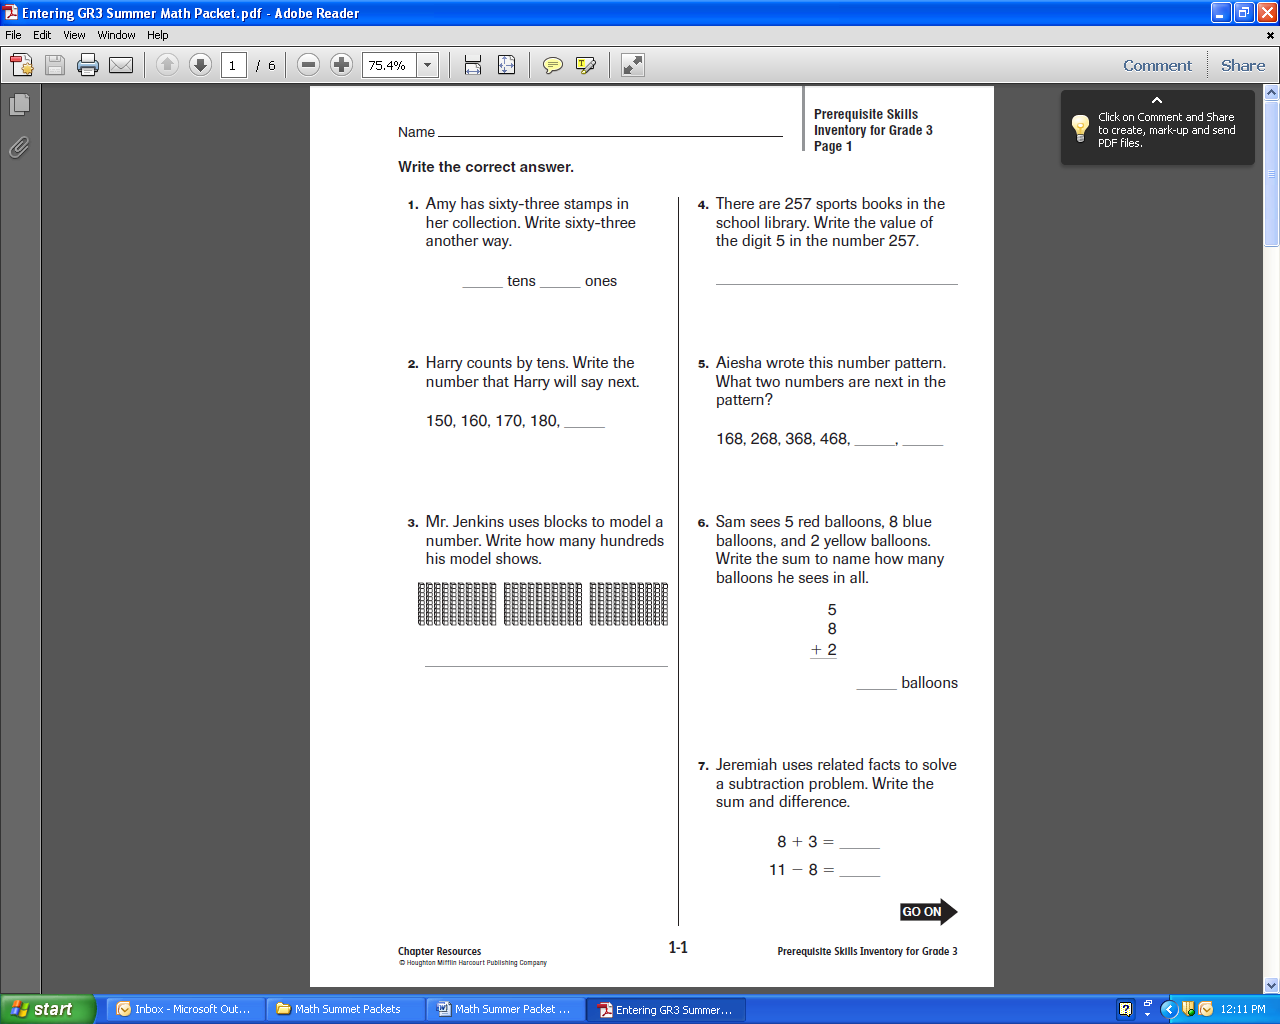 Entering GR3 Summer Math Packet.pdf - Adobe Reader
File Edit View Window Help
1 / 6 75.4% Comment Share
Click on Comment and Share
to create, mark-up and send
PDF files.
Name
Prerequisite Skills
Inventory for Grade 3
Page 1
Write the correct answer.
1. Amy has sixty-three stamps in
her collection. Write sixty-three
another way.
_____ tens _____ ones
2. Harry counts by tens. Write the
number that Harry will say next.
150, 160, 170, 180, _____
3. Mr. Jenkins uses blocks to model a
number. Write how many hundreds
his model shows.
4. There are 257 sports books in the
school library. Write the value of
the digit 5 in the number 257.
5. Aiesha wrote this number pattern.
What two numbers are next in the
pattern?
168, 268, 368, 468, _____, _____
6. Sam sees 5 red balloons, 8 blue
balloons, and 2 yellow balloons.
Write the sum to name how many
balloons he sees in all.
5
8
+ 2
_____ balloons
7. Jeremiah uses related facts to solve
a subtraction problem. Write the
sum and difference.
8 + 3 = _____
11 − 8 = _____
GO ON
Chapter Resources
© Houghton Mifflin Harcourt Publishing Company
1-1
Prerequisite Skills Inventory for Grade 3
start Inbox - Microsoft Out... Math Summet Packets Math Summer Packet ... Entering GR3 Summer... 12:11 PM